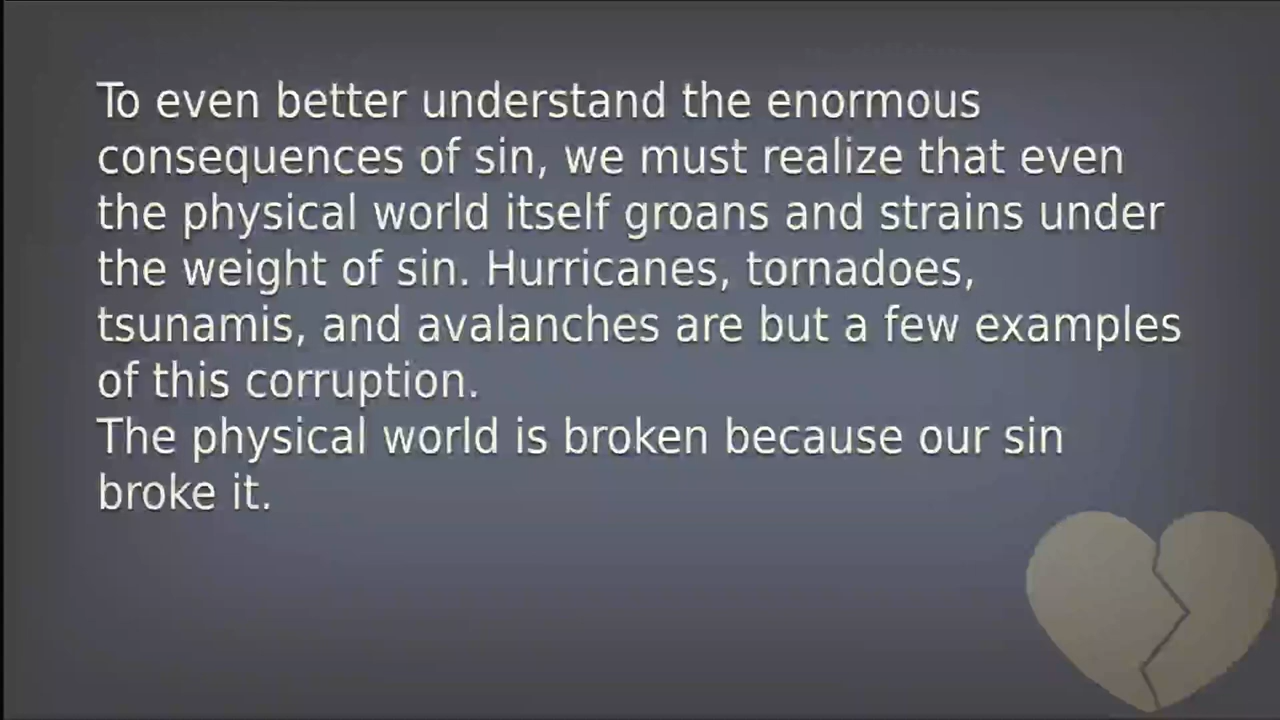 To even better understand the enormous
consequences of sin, we must realize that even
the physical world itself groans and strains under
the weight of sin. Hurricanes, tornadoes,
tsunamis, and avalanches are but a few examples
of this corruption.
The physical world is broken because our sin
broke it.